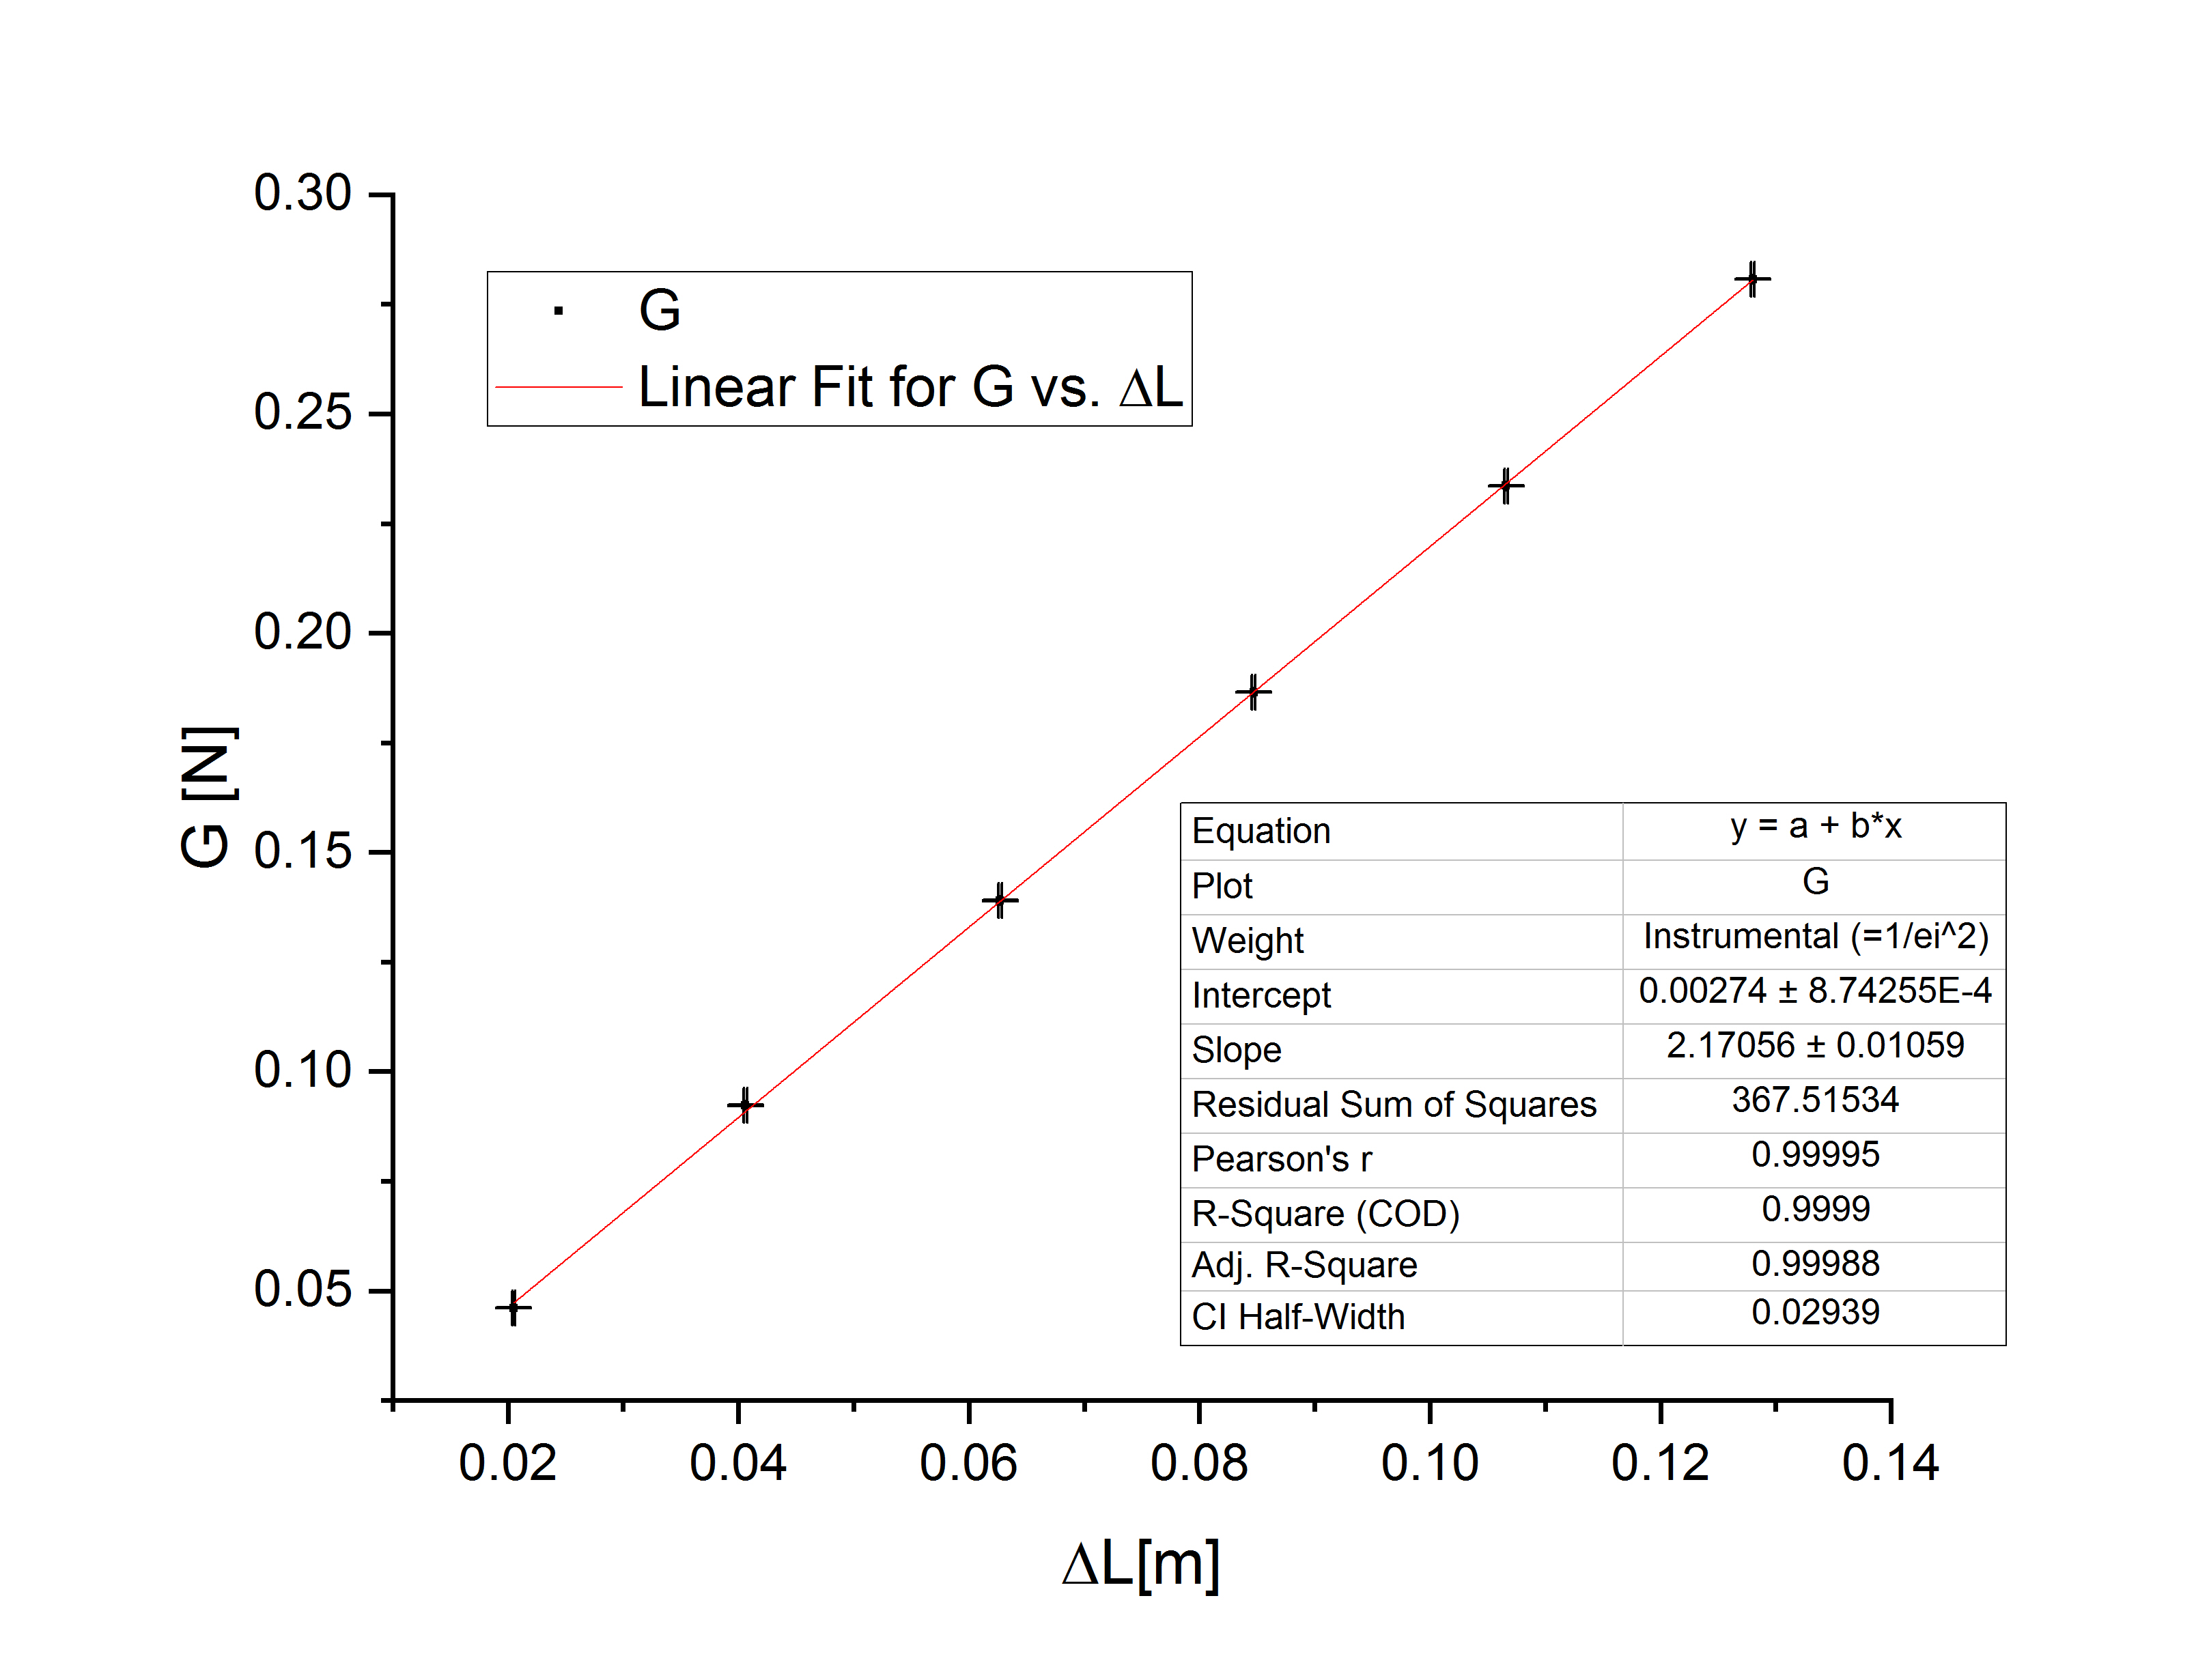 0.30
0.25
0.20
0.15
0.10
0.05
G [N]
G
Linear Fit for G vs. ΔL
Equation y = a + b*x
Plot G
Weight Instrumental (=1/ei^2)
Intercept 0.00274 ± 8.74255E-4
Slope 2.17056 ± 0.01059
Residual Sum of Squares 367.51534
Pearson's r 0.99995
R-Square (COD) 0.9999
Adj. R-Square 0.99988
CI Half-Width 0.02939
0.02 0.04 0.06 0.08 0.10 0.12 0.14
ΔL[m]